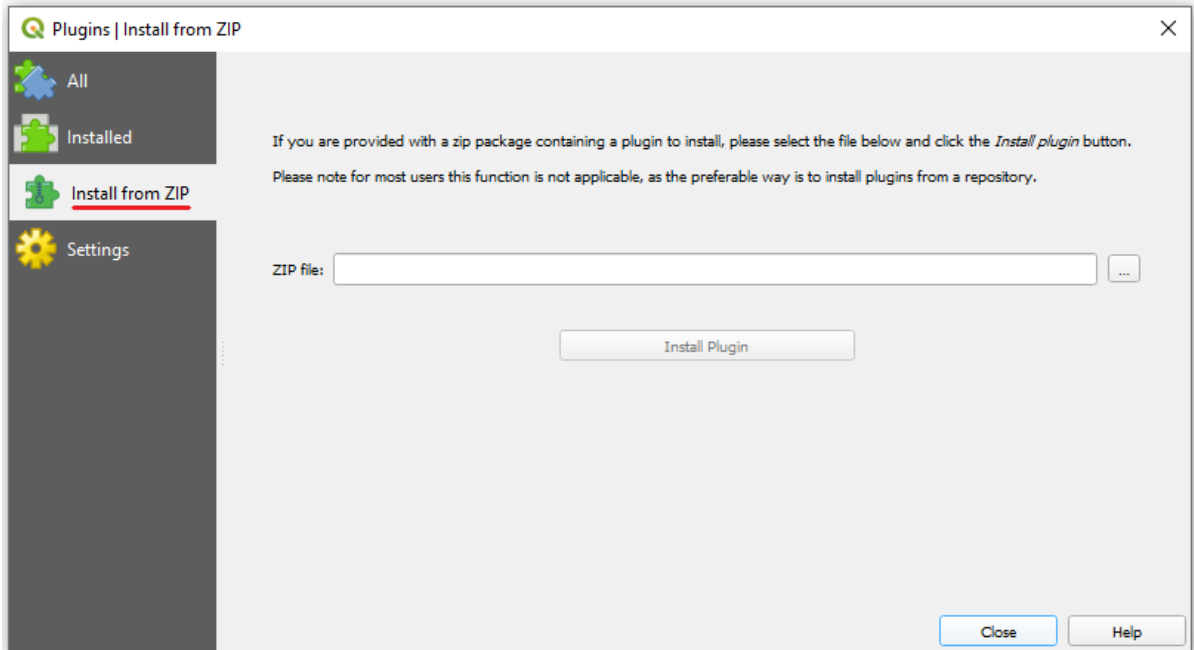 Plugins | Install from ZIP
All
Installed
Install from ZIP
Settings
If you are provided with a zip package containing a plugin to install, please select the file below and click the Install plugin button.
Please note for most users this function is not applicable, as the preferable way is to install plugins from a repository.
ZIP file:
...
Install Plugin
Close
Help